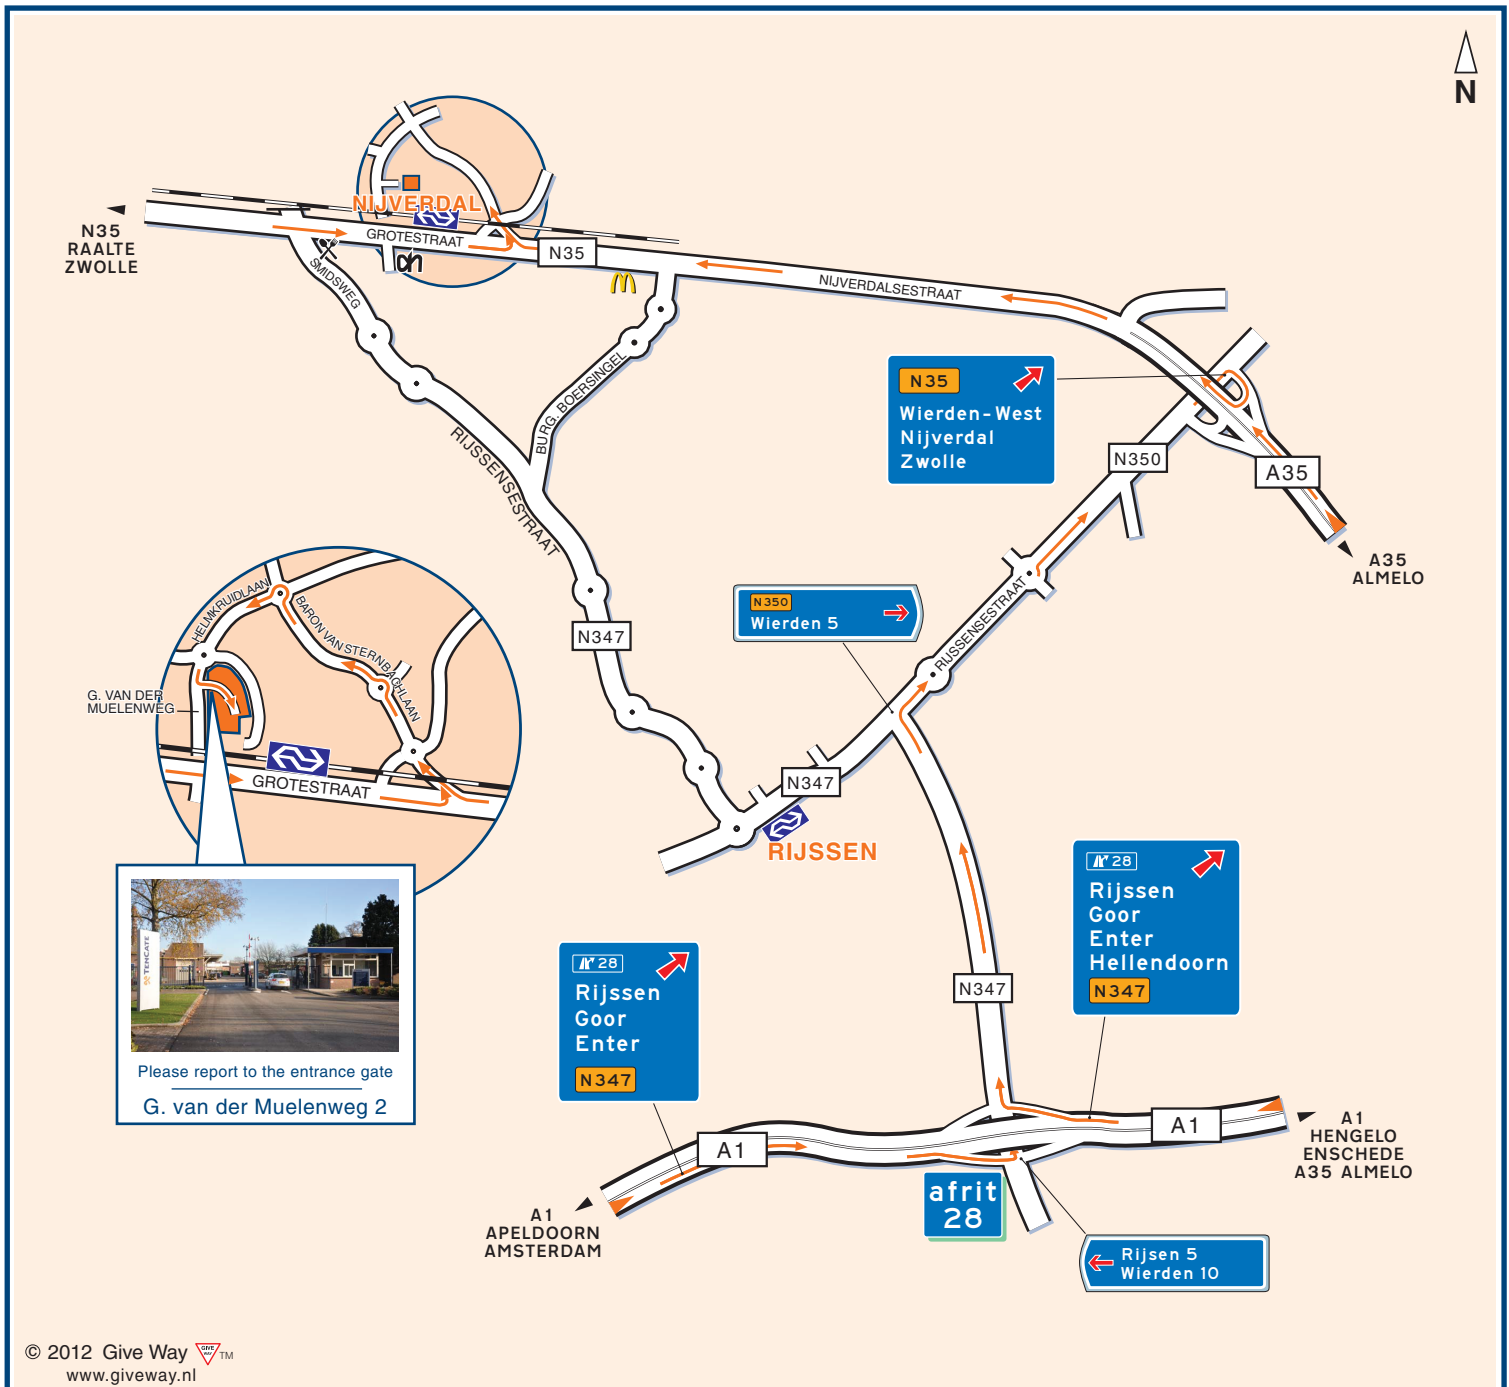 N
N35
RAALTE
ZWOLLE
NIJVERDAL
GROTESTRAAT
N35
SMIDSWEG
NIJVERDALSESTRAAT
BURG. BOERSINGEL
RIJSSENSESTRAAT
N35
Wierden-West
Nijverdal
Zwolle
N350
A35
A35
ALMELO
N350
Wierden 5
RIJSSENSESTRAAT
N347
HELMKRUIDLAAN
BARON VAN STERNBACHLAAN
G. VAN DER
MUELENWEG
GROTESTRAAT
N347
RIJSSEN
TENCATE
Please report to the entrance gate
G. van der Muelenweg 2
28
Rijssen
Goor
Enter
N347
28
Rijssen
Goor
Enter
Hellendoorn
N347
N347
A1
A1
A1
HENGELO
ENSCHEDE
A35 ALMELO
A1
APELDOORN
AMSTERDAM
afrit
28
Rijsen 5
Wierden 10
© 2012 Give Way GIVE WAY TM
www.giveway.nl